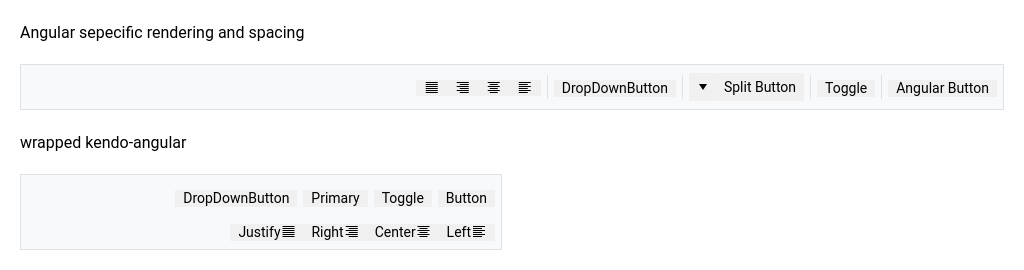 Angular sepecific rendering and spacing
DropDownButton Split Button Toggle Angular Button
wrapped kendo-angular
DropDownButton Primary Toggle Button
Justify Right Center Left